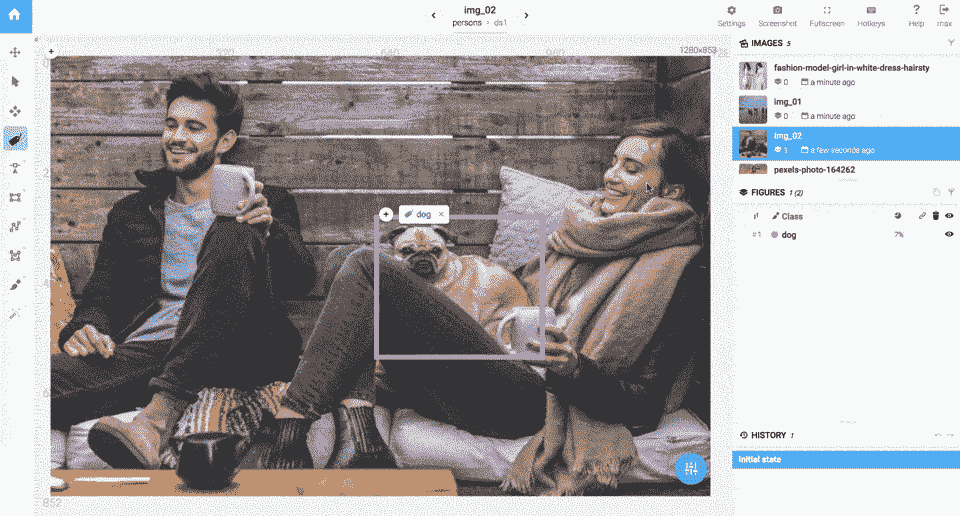 img_02
persons › ds1
Settings
Screenshot
Fullscreen
Hotkeys
Help
max
1280x853
IMAGES 5
fashion-model-girl-in-white-dress-hairsty
0 a minute ago
img_01
0 a minute ago
img_02
a few seconds ago
pexels-photo-164262
FIGURES 1 (2)
Class
#1 dog 7%
dog ×
HISTORY 1
Initial state
852